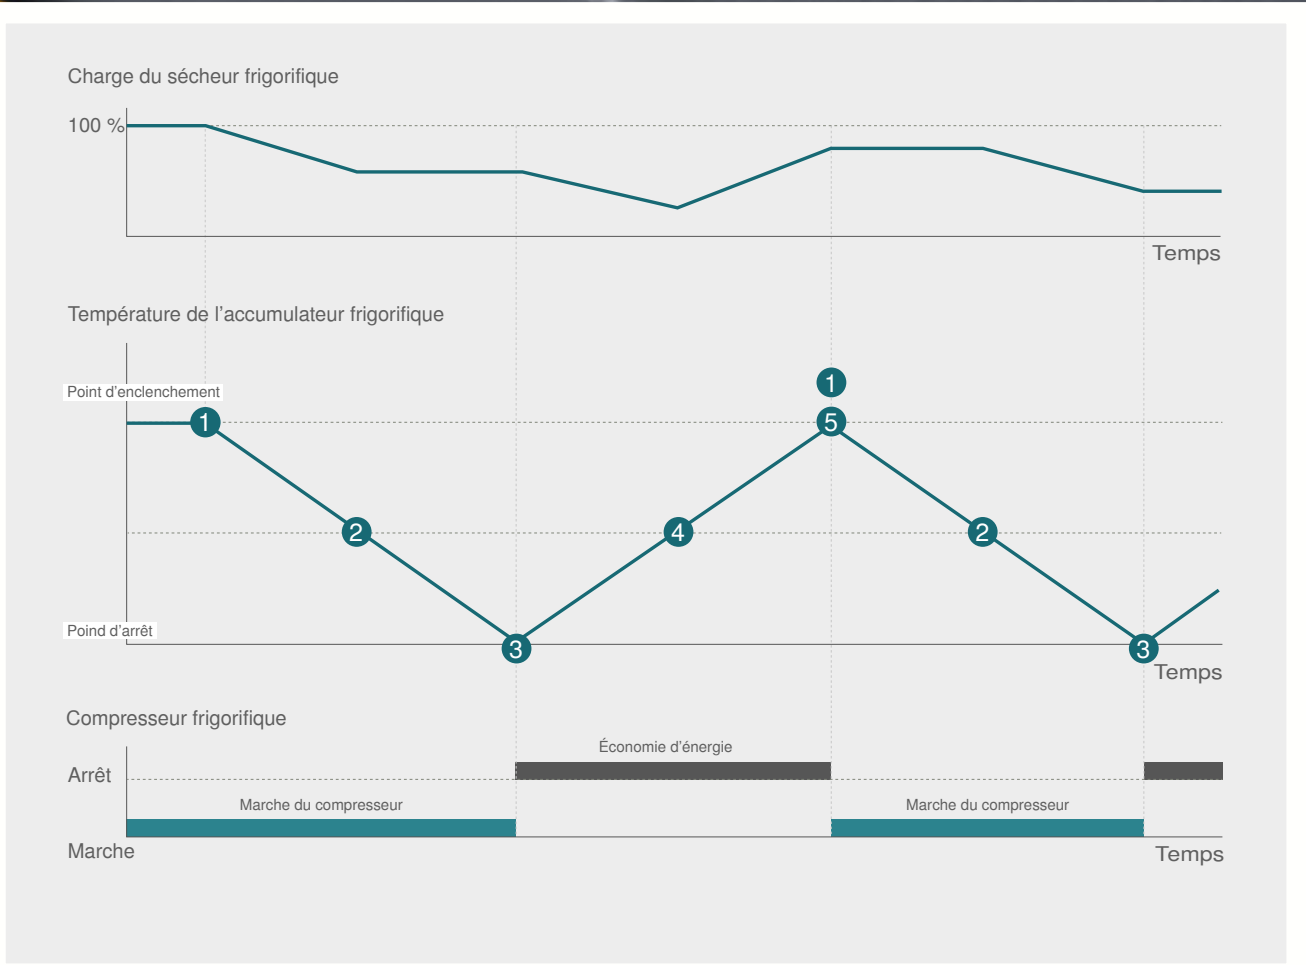 Charge du sécheur frigorifique
100 %
Temps
Température de l’accumulateur frigorifique
Point d’enclenchement
1
1
5
2
4
2
Poind d’arrêt
3
3
Temps
Compresseur frigorifique
Économie d’énergie
Arrêt
Marche du compresseur
Marche du compresseur
Marche
Temps